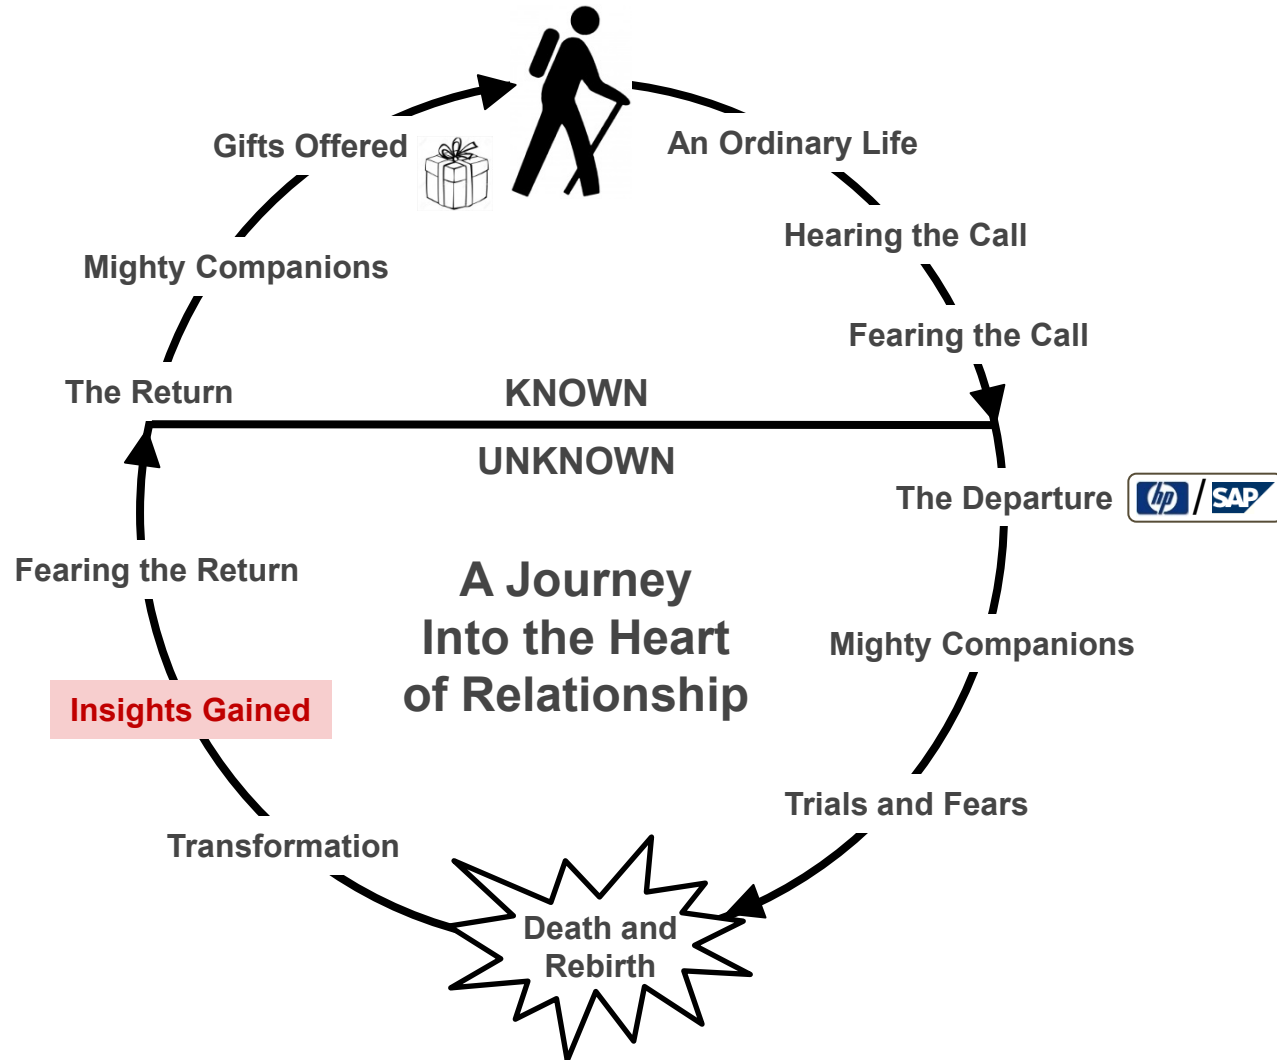 Gifts Offered
An Ordinary Life
Hearing the Call
Mighty Companions
Fearing the Call
The Return
KNOWN
UNKNOWN
The Departure
hp / SAP
Fearing the Return
A Journey
Into the Heart
of Relationship
Mighty Companions
Insights Gained
Trials and Fears
Transformation
Death and
Rebirth